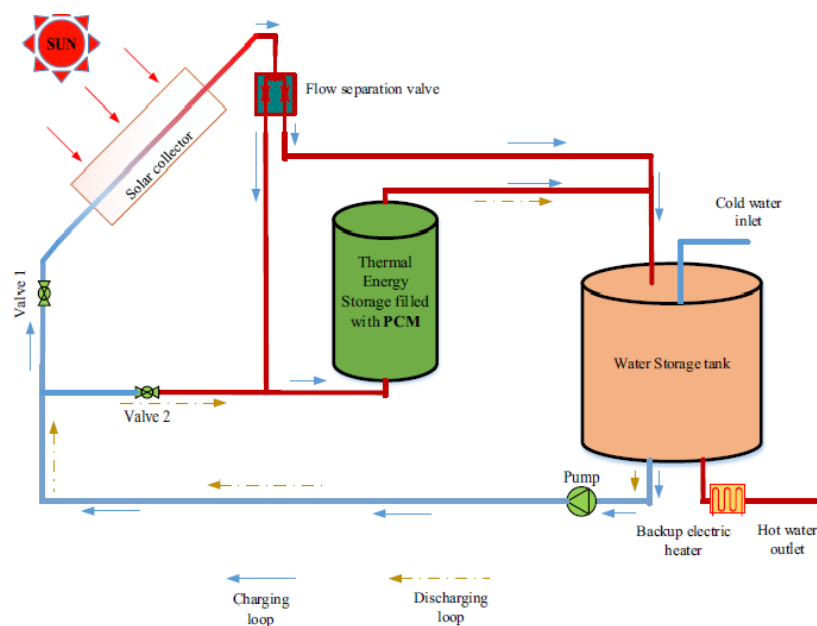 SUN
Flow separation valve
Solar collector
Cold water
inlet
Thermal
Energy
Storage filled
with PCM
Valve 1
Water Storage tank
Valve 2
Pump
Backup electric
heater
Hot water
outlet
Charging
loop
Discharging
loop